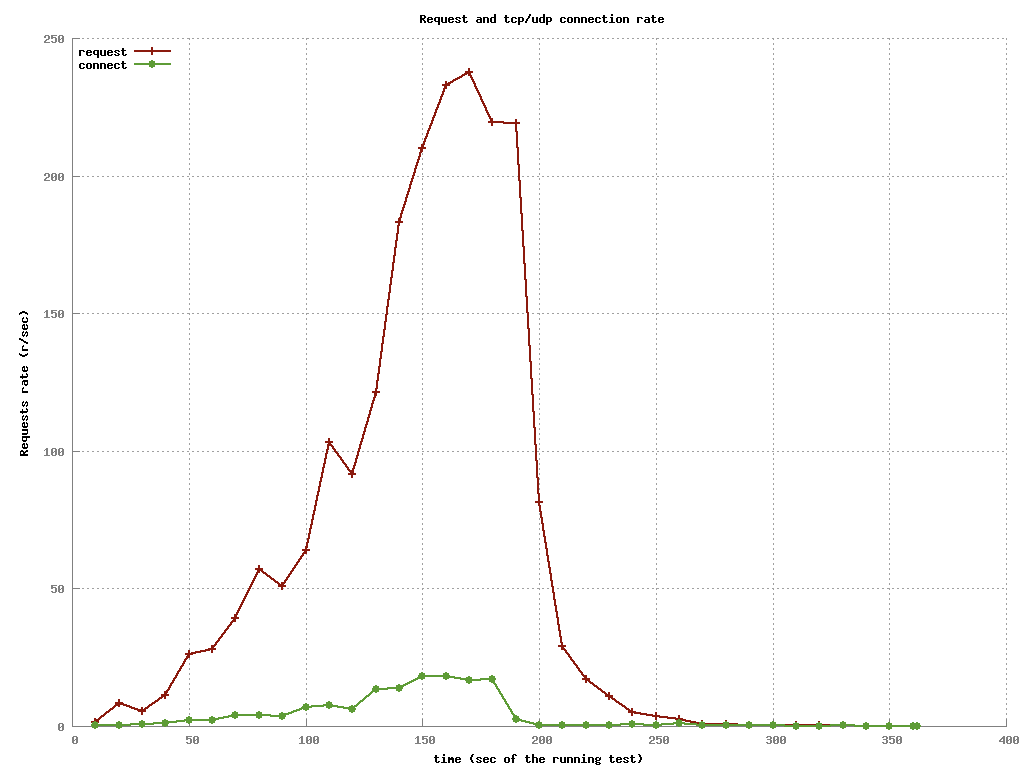 Request and tcp/udp connection rate
250
request
connect
200
150
Requests rate (r/sec)
100
50
0
0 50 100 150 200 250 300 350 400
time (sec of the running test)